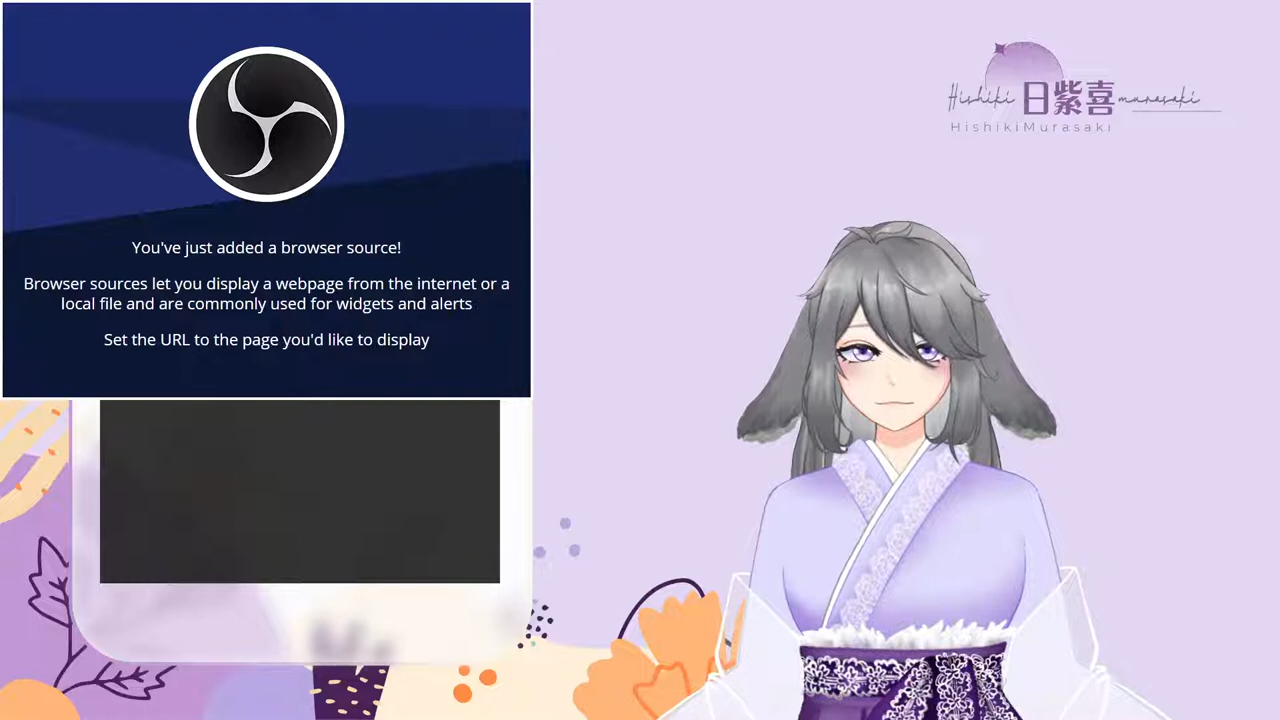 You've just added a browser source!
Browser sources let you display a webpage from the internet or a
local file and are commonly used for widgets and alerts
Set the URL to the page you'd like to display
Hishiki 日紫喜 murasaki
HishikiMurasaki